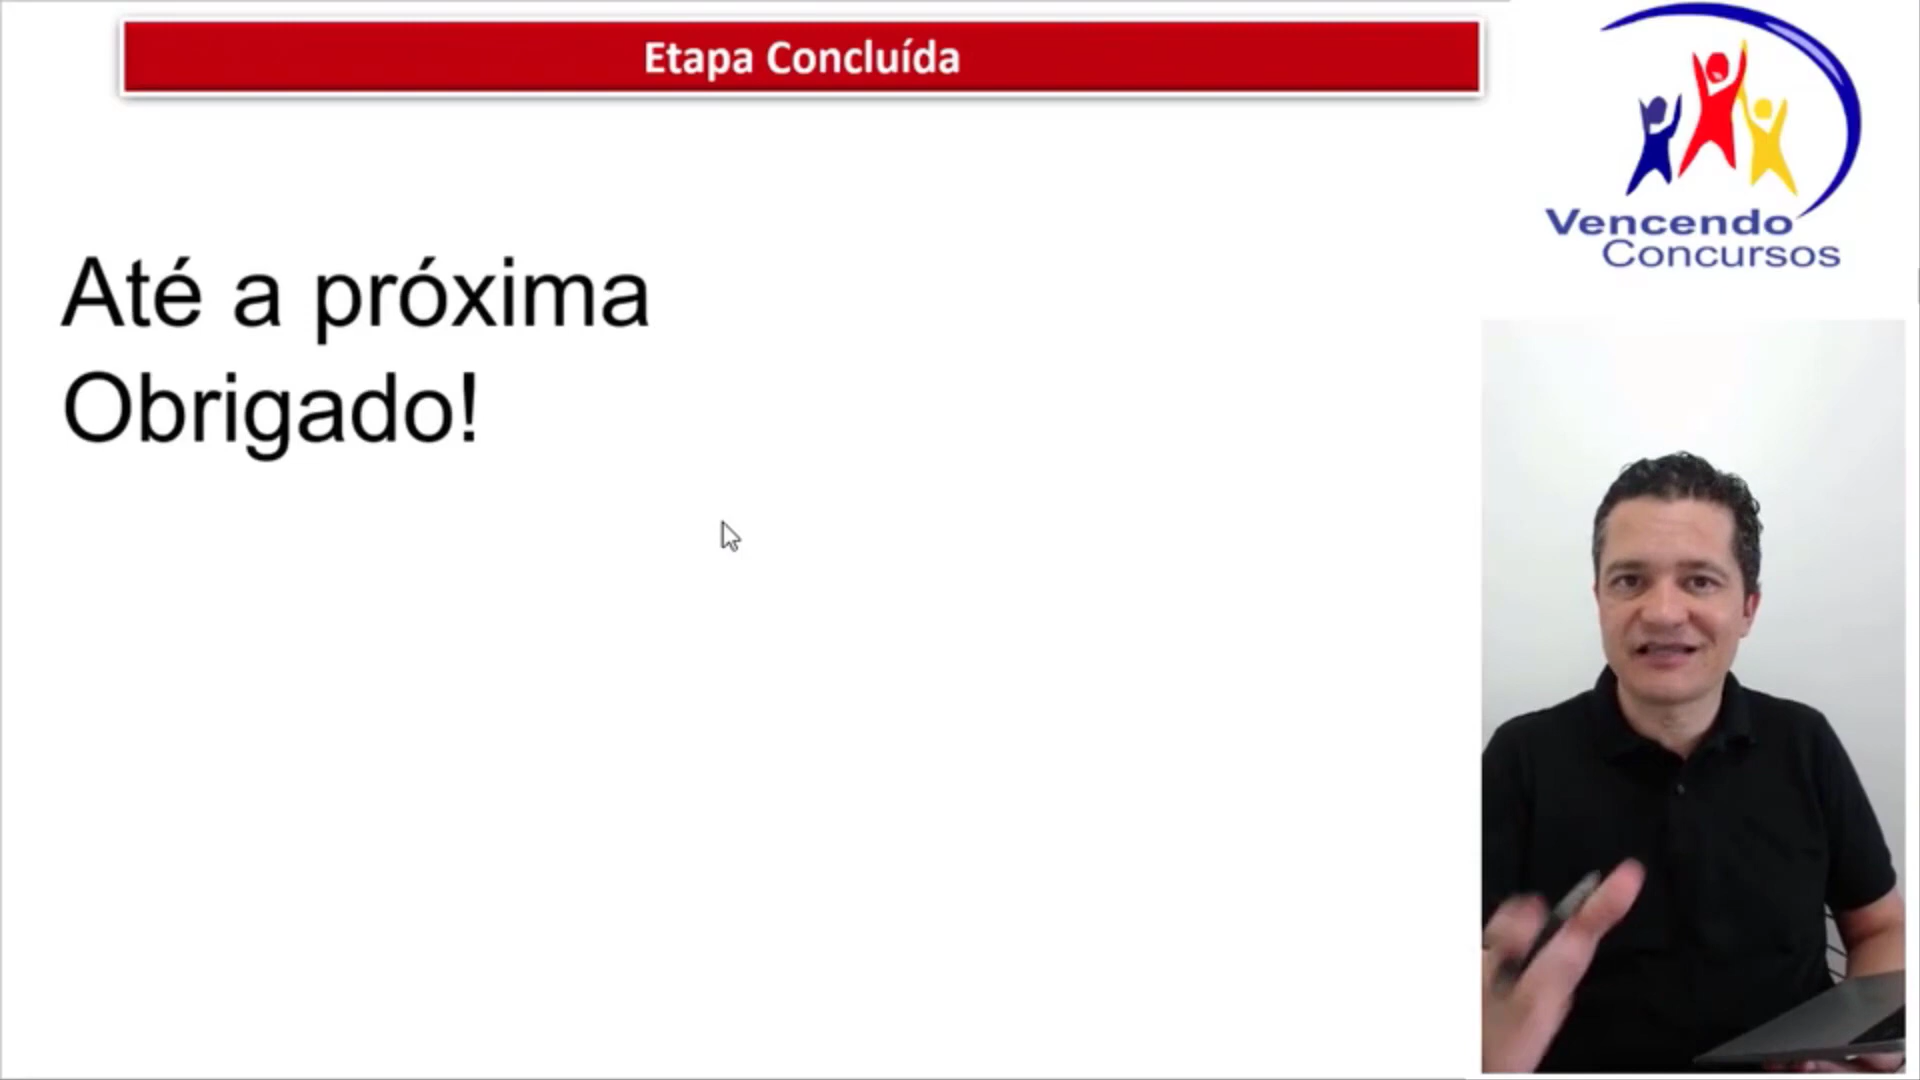 Etapa Concluída
Vencendo
Concursos
Até a próxima
Obrigado!